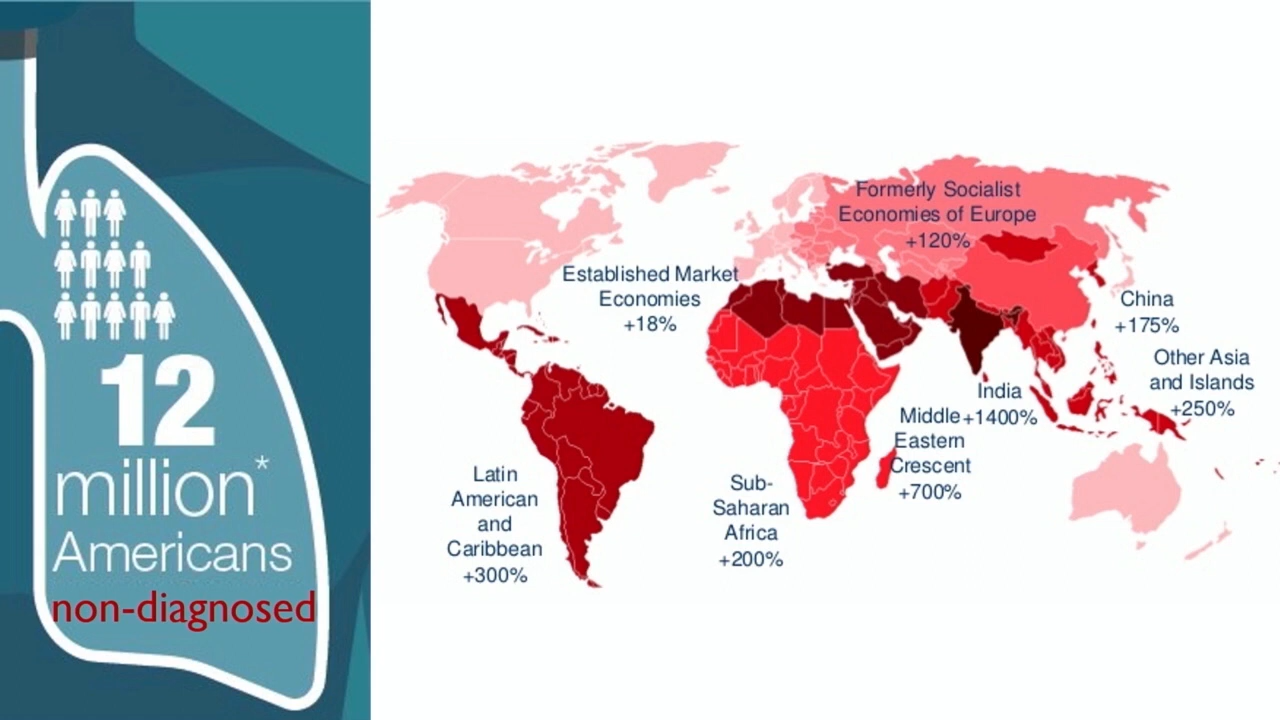 12
million*
Americans
non-diagnosed
Formerly Socialist
Economies of Europe
+120%
Established Market
Economies
+18%
China
+175%
Other Asia
and Islands
+250%
India
+1400%
Middle
Eastern
Crescent
+700%
Latin
American
and
Caribbean
+300%
Sub-
Saharan
Africa
+200%